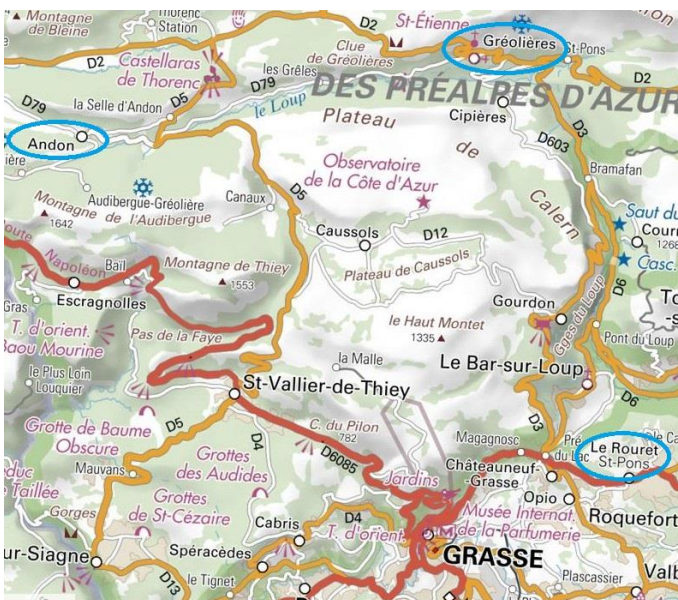 Montagne
de Bleine
Thorenc
Station
D2
St-Étienne
Gréolières
St-Pons
Clue
de Gréolières
D2
Castellaras
de Thorenc
les Grêles
D79
le Loup
DES PRÉALPES D'AZUR
D2
D79
la Selle d'Andon
D5
Andon
Plateau
de
Calern
Cipières
D3
D603
Bramafan
Observatoire
de la Côte d'Azur
Audibergue-Gréolière
Montagne de l'Audibergue
1642
Canaux
D5
Caussols
D12
Saut du
Cour
1268
Casc.
Plateau de Caussols
Montagne de Thiey
1553
Napoléon
Bail
Escragnolles
Gras
T. d'orient.
Baou Mourine
Pas de la Faye
Gourdon
Gges du Loup
D6
le Haut Montet
1335
Pont du Loup
la Malle
Le Bar-sur-Loup
le Plus Loin
Louquier
St-Vallier-de-Thiey
D6
D5
Grotte de Baume
Obscure
D4
C. du Pilon
782
D6085
D3
Magagnosc
Pré
du Lac
Le Rouret
St-Pons
Mauvans
Grottes
des Audides
Jardins
Châteauneuf-
Grasse
Opio
Taillée
Grottes
de St-Cézaire
Musée Internat.
de la Parfumerie
Roquefort
Gorges
Cabris
D4
T. d'orient.
ur-Siagne
Spéracèdes
GRASSE
le Tignet
D13
Plascassier
Valb